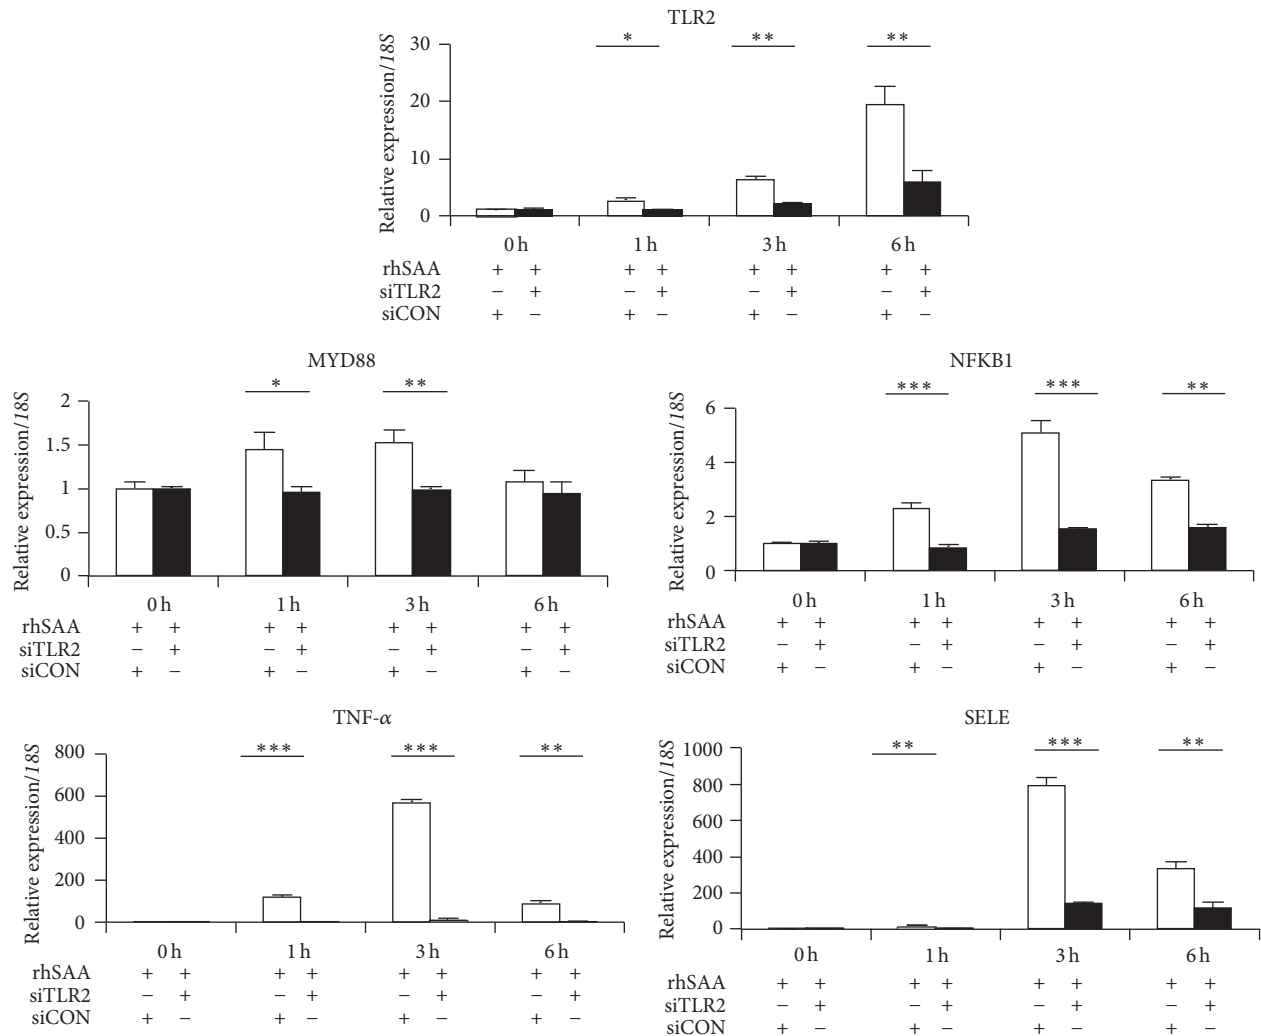 TLR2
Relative expression/18S
30
20
10
0
* ** **
0 h 1 h 3 h 6 h
rhSAA + + + + + + + +
siTLR2 − + − + − + − +
siCON + − + − + − + −
MYD88
Relative expression/18S
2
1.5
1
0.5
0
* **
0 h 1 h 3 h 6 h
rhSAA + + + + + + + +
siTLR2 − + − + − + − +
siCON + − + − + − + −
NFKB1
Relative expression/18S
6
4
2
0
*** *** **
0 h 1 h 3 h 6 h
rhSAA + + + + + + + +
siTLR2 − + − + − + − +
siCON + − + − + − + −
TNF-α
Relative expression/18S
800
600
400
200
0
*** *** **
0 h 1 h 3 h 6 h
rhSAA + + + + + + + +
siTLR2 − + − + − + − +
siCON + − + − + − + −
SELE
Relative expression/18S
1000
800
600
400
200
0
** *** **
0 h 1 h 3 h 6 h
rhSAA + + + + + + + +
siTLR2 − + − + − + − +
siCON + − + − + − + −